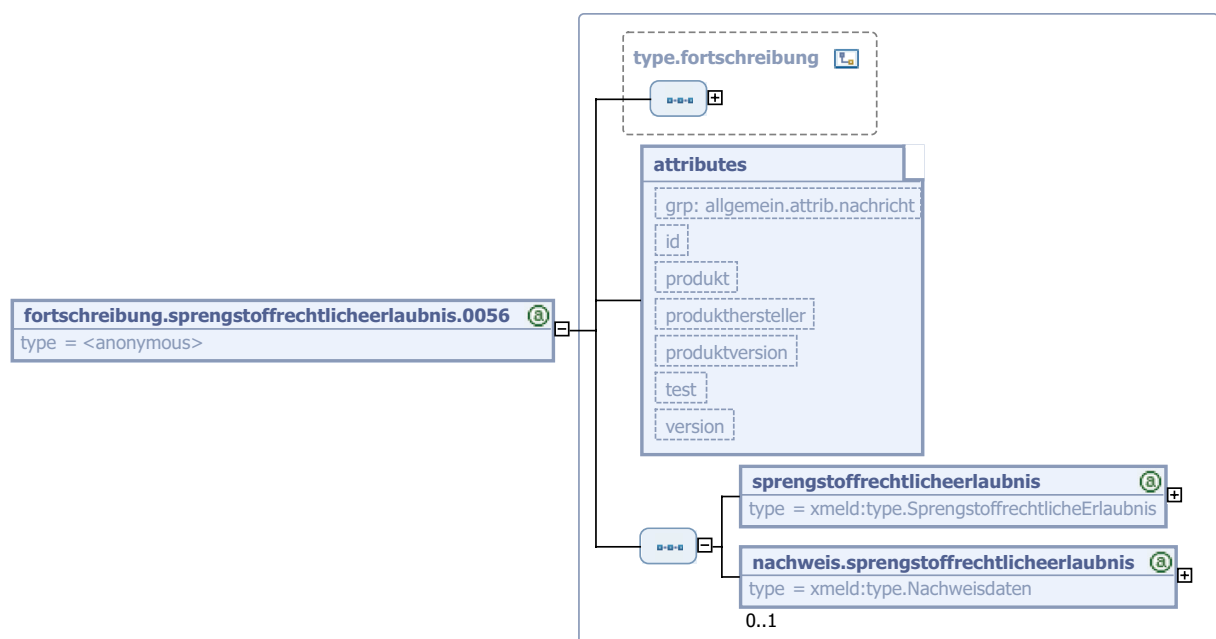 type.fortschreibung
attributes
grp: allgemein.attrib.nachricht
id
produkt
produkthersteller
produktversion
test
version
fortschreibung.sprengstoffrechtlicheerlaubnis.0056
type = <anonymous>
sprengstoffrechtlicheerlaubnis
type = xmeld:type.SprengstoffrechtlicheErlaubnis
nachweis.sprengstoffrechtlicheerlaubnis
type = xmeld:type.Nachweisdaten
0..1